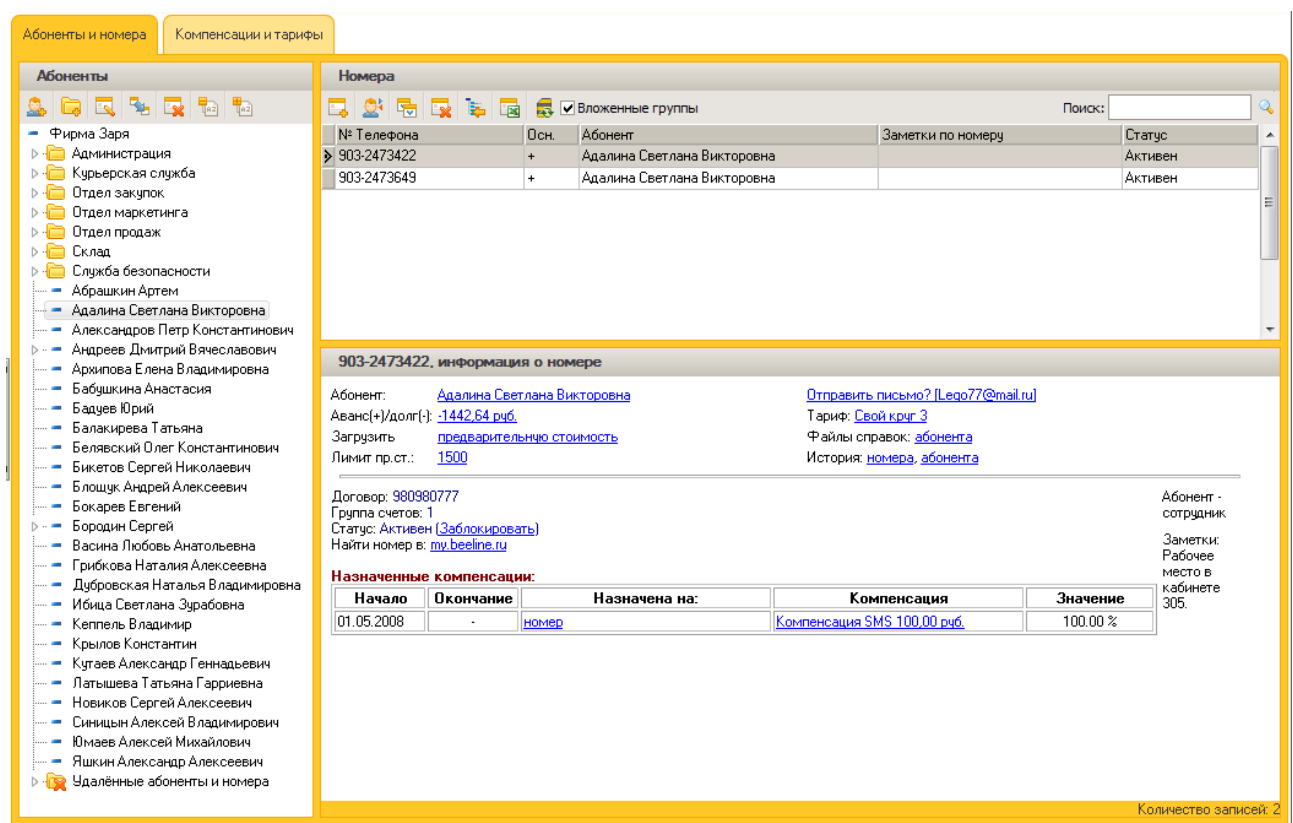 Абоненты и номера
Компенсации и тарифы
Абоненты
Фирма Заря
Администрация
Курьерская служба
Отдел закупок
Отдел маркетинга
Отдел продаж
Склад
Служба безопасности
Абрашкин Артем
Адалина Светлана Викторовна
Александров Петр Константинович
Андреев Дмитрий Вячеславович
Архипова Елена Владимировна
Бабушкина Анастасия
Бадуев Юрий
Балакирева Татьяна
Белявский Олег Константинович
Бикетов Сергей Николаевич
Блощук Андрей Алексеевич
Бокарев Евгений
Бородин Сергей
Васина Любовь Анатольевна
Грибкова Наталия Алексеевна
Дубровская Наталья Владимировна
Ибица Светлана Зурабовна
Кеппель Владимир
Крылов Константин
Кутаев Александр Геннадьевич
Латышева Татьяна Гарриевна
Новиков Сергей Алексеевич
Синицын Алексей Владимирович
Юмаев Алексей Михайлович
Яшкин Александр Алексеевич
Удалённые абоненты и номера
Номера
Вложенные группы Поиск:
№ Телефона Осн. Абонент Заметки по номеру Статус
903-2473422 + Адалина Светлана Викторовна Активен
903-2473649 + Адалина Светлана Викторовна Активен
903-2473422, информация о номере
Абонент: Адалина Светлана Викторовна Отправить письмо? [Lego77@mail.ru]
Аванс(+)/долг(-): -1442,64 руб. Тариф: Свой круг 3
Загрузить предварительную стоимость Файлы справок: абонента
Лимит пр.ст.: 1500 История: номера, абонента
Договор: 980980777
Группа счетов: 1
Статус: Активен (Заблокировать)
Найти номер в: my.beeline.ru
Абонент -
сотрудник
Заметки:
Рабочее
место в
кабинете
305.
Назначенные компенсации:
Начало Окончание Назначена на: Компенсация Значение
01.05.2008 - номер Компенсация SMS 100,00 руб. 100.00 %
Количество записей: 2